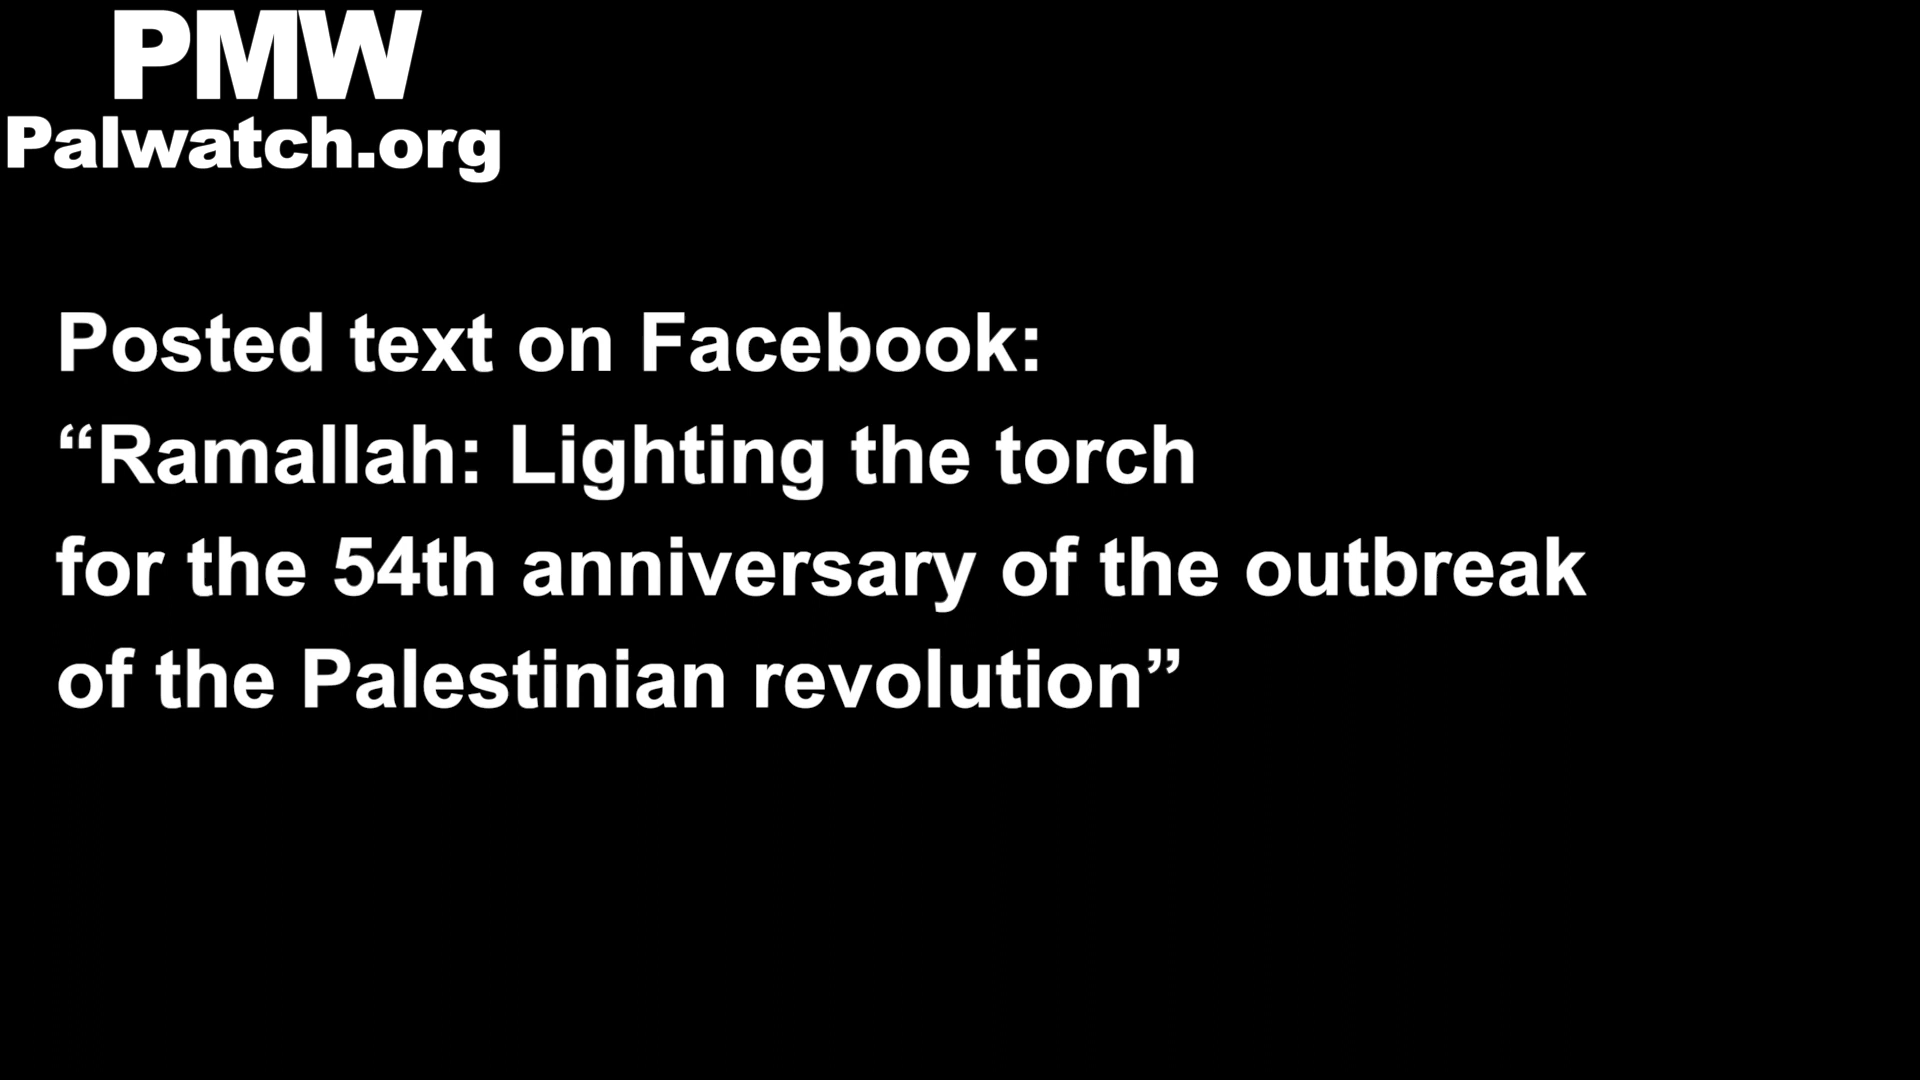 PMW
Palwatch.org
Posted text on Facebook:
“Ramallah: Lighting the torch
for the 54th anniversary of the outbreak
of the Palestinian revolution”